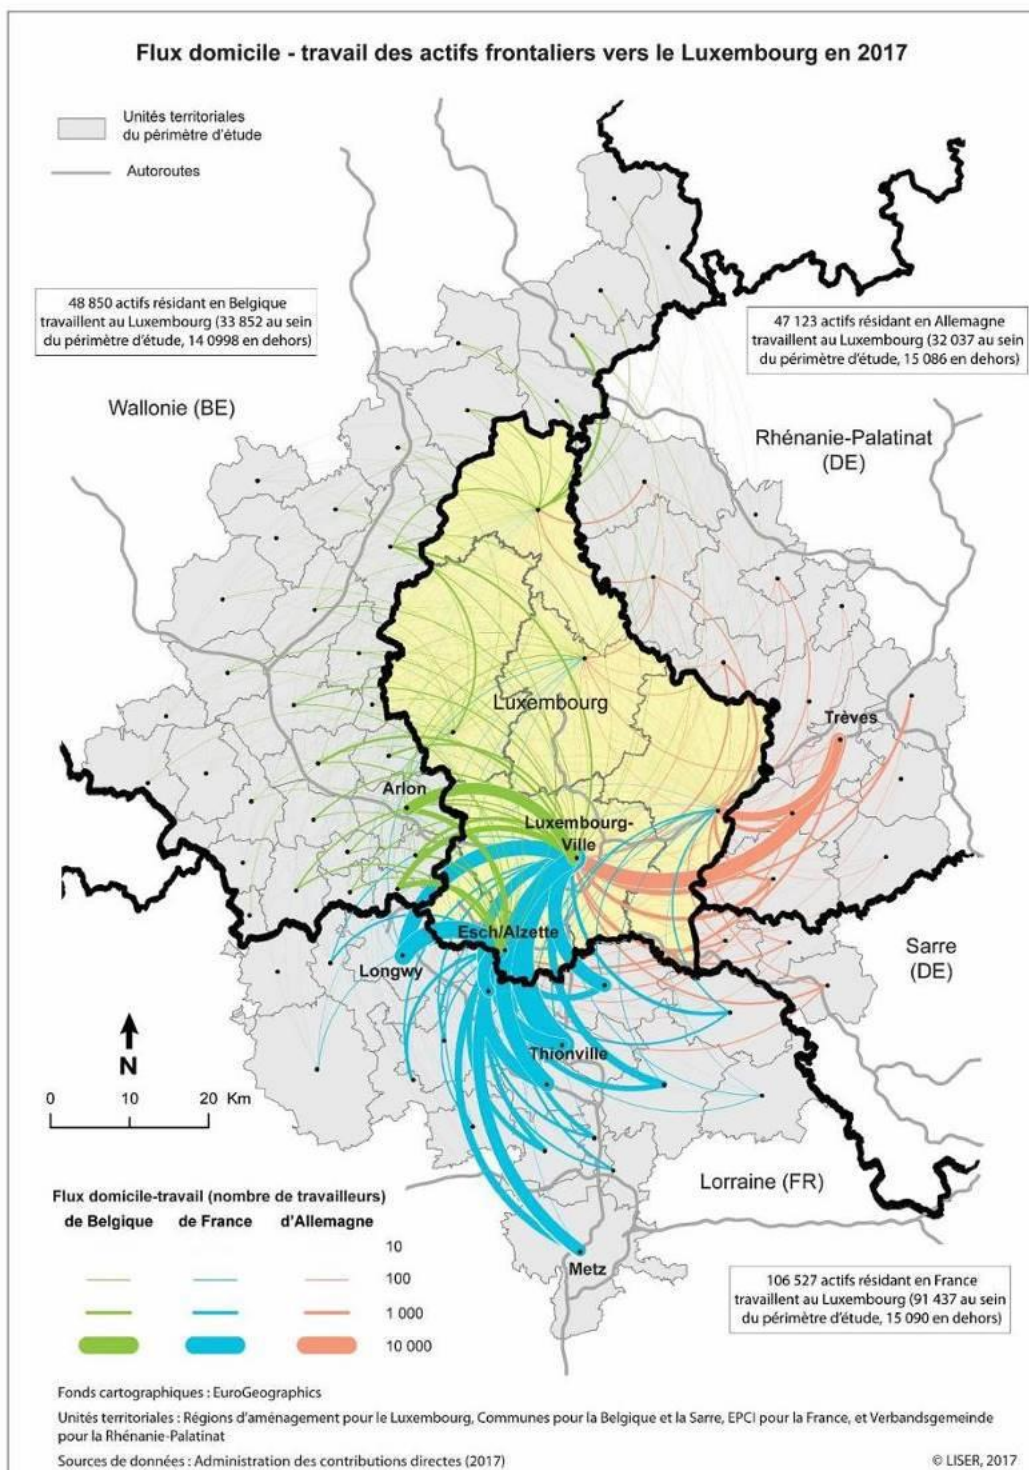 Flux domicile - travail des actifs frontaliers vers le Luxembourg en 2017
Unités territoriales
du périmètre d'étude
Autoroutes
48 850 actifs résidant en Belgique
travaillent au Luxembourg (33 852 au sein
du périmètre d'étude, 14 0998 en dehors)
47 123 actifs résidant en Allemagne
travaillent au Luxembourg (32 037 au sein
du périmètre d'étude, 15 086 en dehors)
Wallonie (BE)
Rhénanie-Palatinat
(DE)
Luxembourg
Trèves
Arlon
Luxembourg-
Ville
Esch/Alzette
Longwy
Sarre
(DE)
Thionville
N
0 10 20 Km
Lorraine (FR)
Metz
Flux domicile-travail (nombre de travailleurs)
de Belgique de France d'Allemagne
10
100
1 000
10 000
106 527 actifs résidant en France
travaillent au Luxembourg (91 437 au sein
du périmètre d'étude, 15 090 en dehors)
Fonds cartographiques : EuroGeographics
Unités territoriales : Régions d'aménagement pour le Luxembourg, Communes pour la Belgique et la Sarre, EPCI pour la France, et Verbandsgemeinde
pour la Rhénanie-Palatinat
Sources de données : Administration des contributions directes (2017)
© LISER, 2017